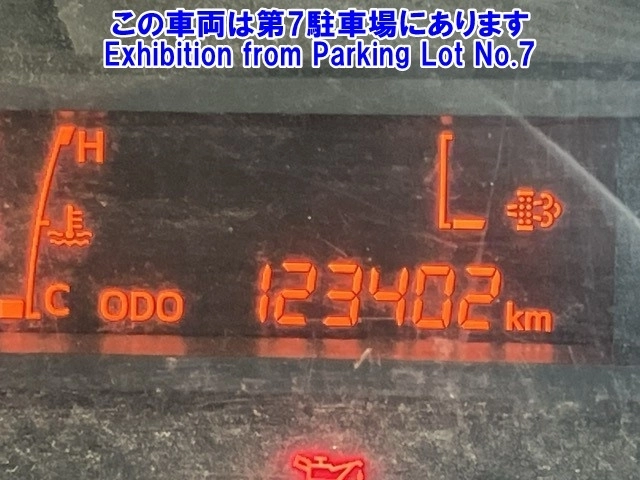 この車両は第7駐車場にあります
Exhibition from Parking Lot No.7
H
L
C ODO 123402 km